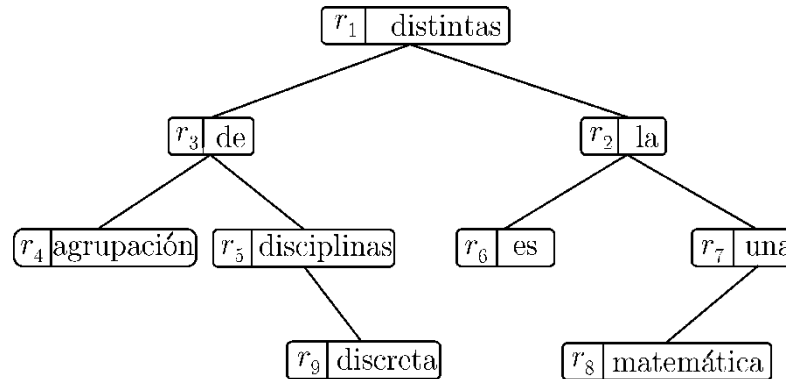 r1 distintas
r3 de r2 la
r4 agrupación r5 disciplinas r6 es r7 una
r9 discreta r8 matemática